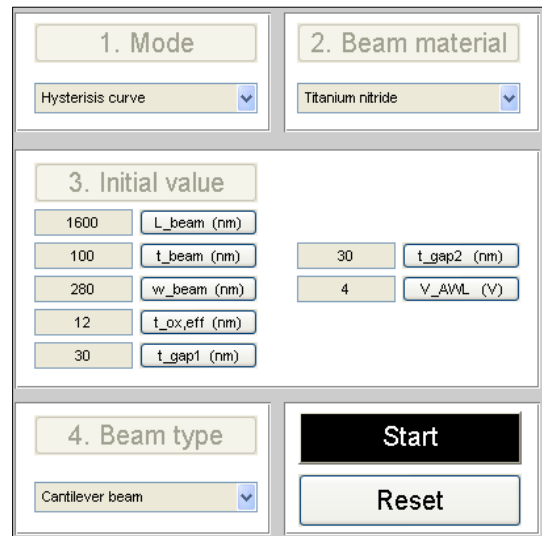 1. Mode
2. Beam material
Hysterisis curve
Titanium nitride
3. Initial value
1600 L_beam (nm)
100 t_beam (nm)
30 t_gap2 (nm)
280 w_beam (nm)
4 V_AWL (V)
12 t_ox,eff (nm)
30 t_gap1 (nm)
4. Beam type
Start
Cantilever beam
Reset